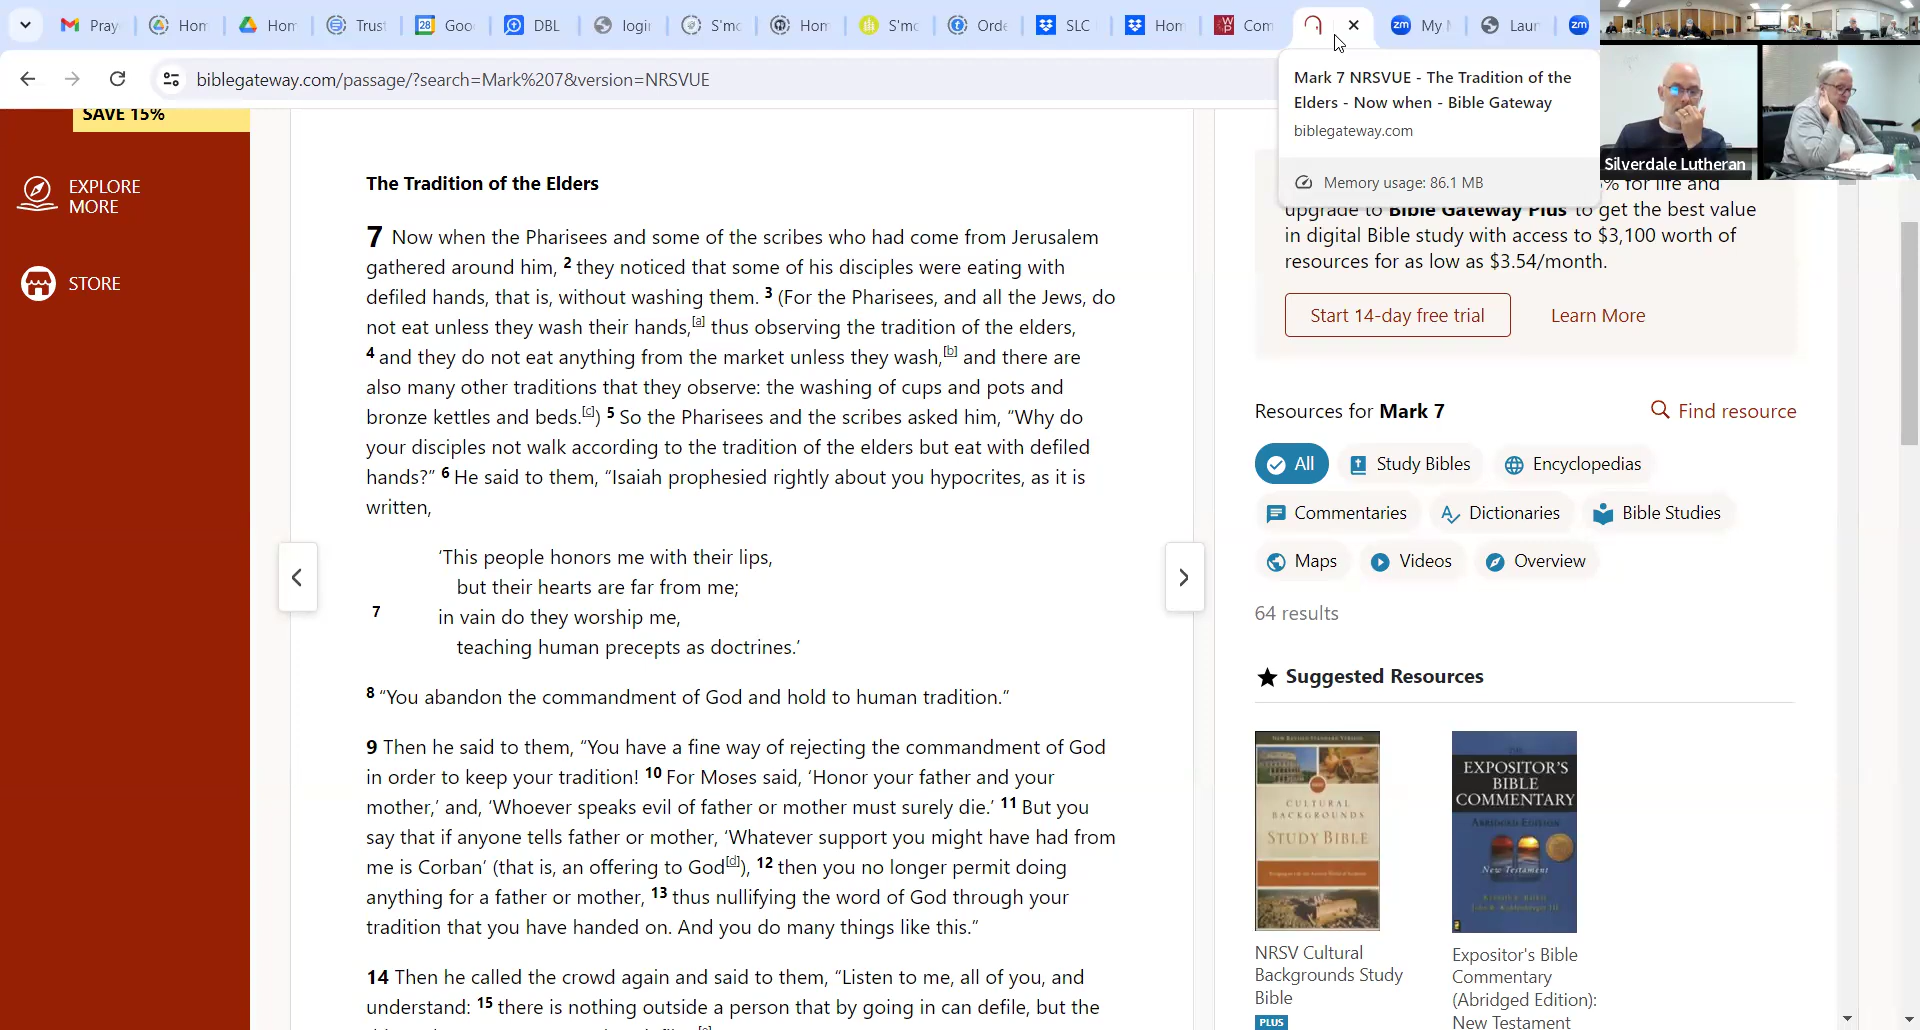 Pray
Hom
Hom
Trust
28
Goo
DBL
login
S'mo
Hom
S'mo
Orde
SLC
Hom
Com
zm
My
Laun
zm
biblegateway.com/passage/?search=Mark%207&version=NRSVUE
Mark 7 NRSVUE - The Tradition of the
Elders - Now when - Bible Gateway
biblegateway.com
Memory usage: 86.1 MB
Silverdale Lutheran
SAVE 15%
EXPLORE
MORE
STORE
The Tradition of the Elders
7 Now when the Pharisees and some of the scribes who had come from Jerusalem
gathered around him, 2 they noticed that some of his disciples were eating with
defiled hands, that is, without washing them. 3 (For the Pharisees, and all the Jews, do
not eat unless they wash their hands,[a] thus observing the tradition of the elders,
4 and they do not eat anything from the market unless they wash,[b] and there are
also many other traditions that they observe: the washing of cups and pots and
bronze kettles and beds.[c]) 5 So the Pharisees and the scribes asked him, “Why do
your disciples not walk according to the tradition of the elders but eat with defiled
hands?” 6 He said to them, “Isaiah prophesied rightly about you hypocrites, as it is
written,
‘This people honors me with their lips,
but their hearts are far from me;
7 in vain do they worship me,
teaching human precepts as doctrines.’
8 “You abandon the commandment of God and hold to human tradition.”
9 Then he said to them, “You have a fine way of rejecting the commandment of God
in order to keep your tradition! 10 For Moses said, ‘Honor your father and your
mother,’ and, ‘Whoever speaks evil of father or mother must surely die.’ 11 But you
say that if anyone tells father or mother, ‘Whatever support you might have had from
me is Corban’ (that is, an offering to God[d]), 12 then you no longer permit doing
anything for a father or mother, 13 thus nullifying the word of God through your
tradition that you have handed on. And you do many things like this.”
14 Then he called the crowd again and said to them, “Listen to me, all of you, and
understand: 15 there is nothing outside a person that by going in can defile, but the
% for life and
upgrade to Bible Gateway Plus to get the best value
in digital Bible study with access to $3,100 worth of
resources for as low as $3.54/month.
Start 14-day free trial
Learn More
Resources for Mark 7
Find resource
All
Study Bibles
Encyclopedias
Commentaries
Dictionaries
Bible Studies
Maps
Videos
Overview
64 results
Suggested Resources
NEW REVISED STANDARD VERSION
CULTURAL
BACKGROUNDS
STUDY BIBLE
THE
EXPOSITOR'S
BIBLE
COMMENTARY
ABRIDGED EDITION
New Testament
NRSV Cultural
Backgrounds Study
Bible
PLUS
Expositor's Bible
Commentary
(Abridged Edition):
New Testament